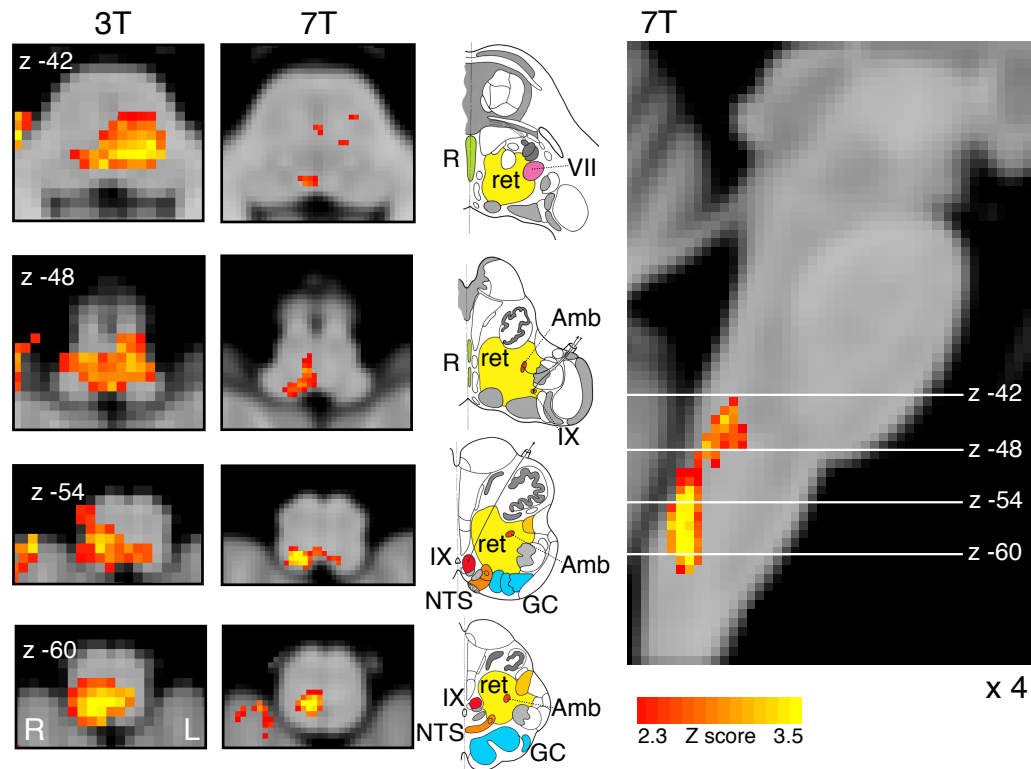 3T
7T
7T
z -42
R
ret
VII
z -48
Amb
ret
R
IX
z -54
IX
ret
Amb
NTS
GC
z -60
R
L
IX
ret
Amb
NTS
GC
z -42
z -48
z -54
z -60
x 4
2.3 Z score 3.5